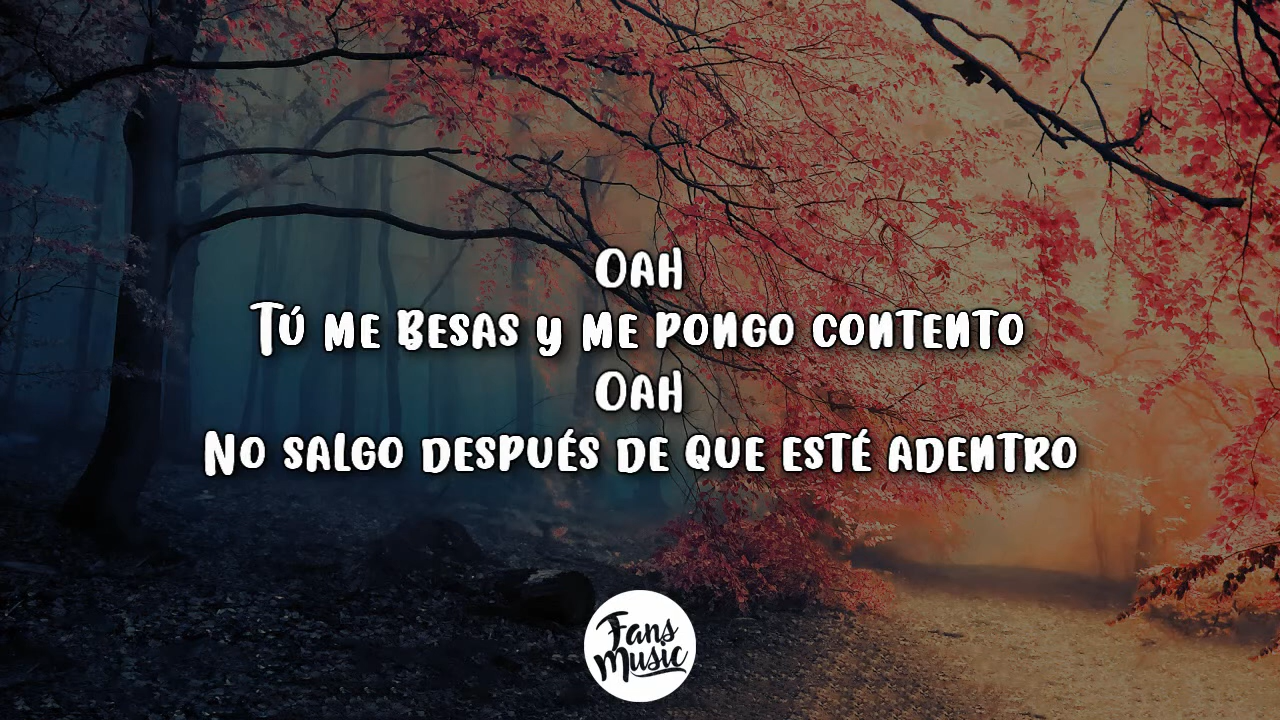 Oah
Tú me besas y me pongo contento
Oah
No salgo después de que esté adentro
Fans
Music